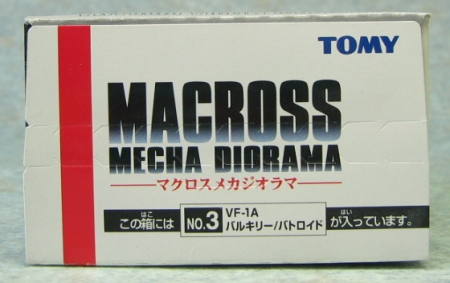 TOMY
MACROSS
MECHA DIORAMA
マクロスメカジオラマ
この箱には NO.3 VF-1A バルキリー/バトロイド が入っています。